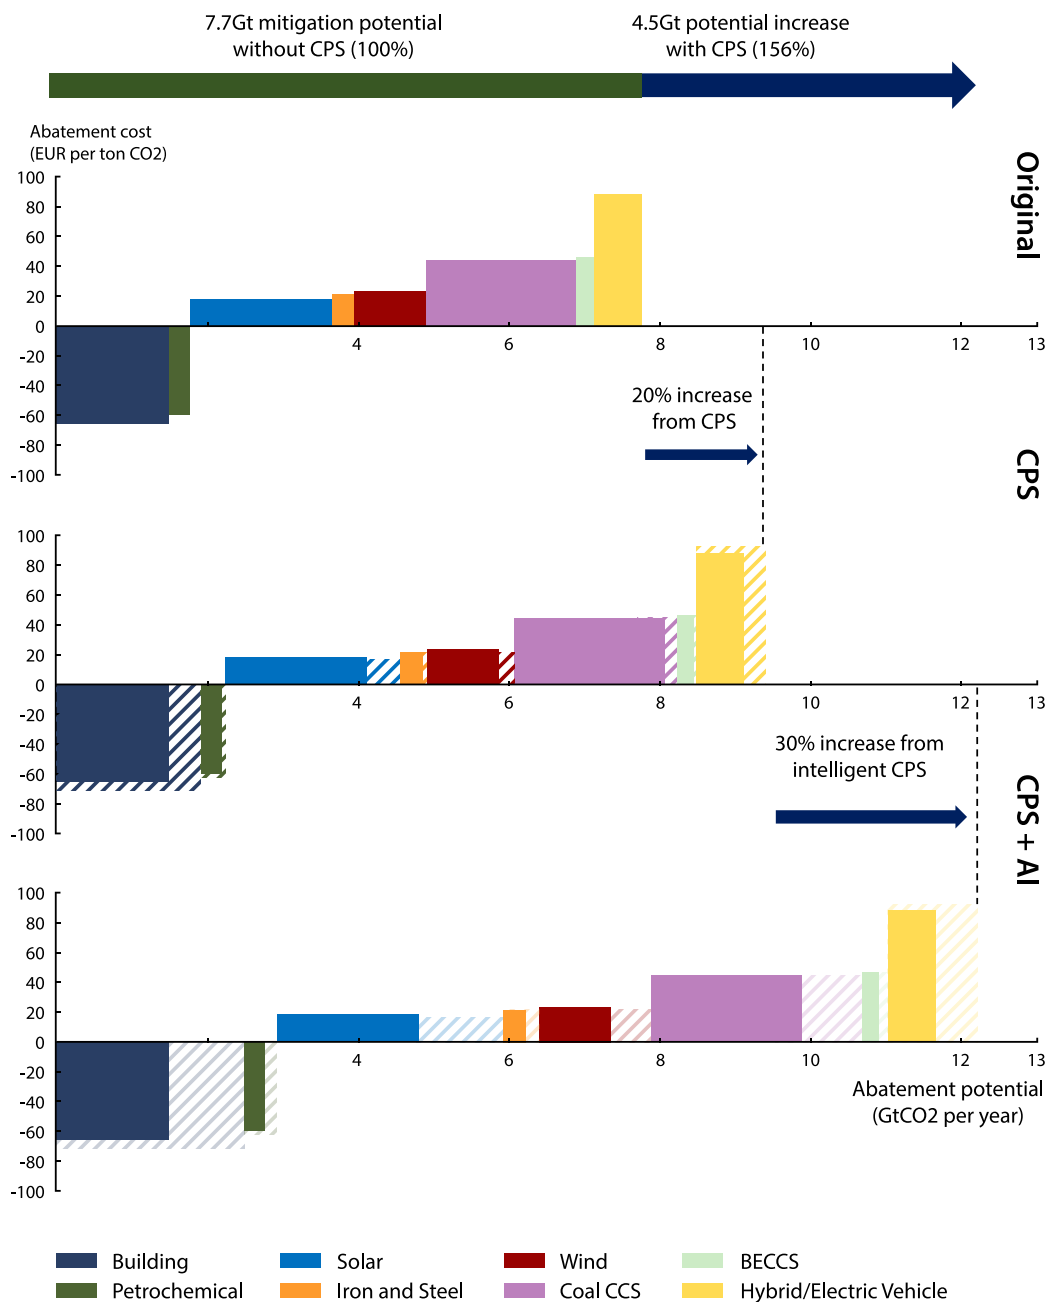 7.7Gt mitigation potential
without CPS (100%)
4.5Gt potential increase
with CPS (156%)
Abatement cost
(EUR per ton CO2)
Original
100
80
60
40
20
0
-20
-40
-60
-80
-100
4
6
8
10
12
13
20% increase
from CPS
CPS
100
80
60
40
20
0
-20
-40
-60
-80
-100
4
6
8
10
12
13
30% increase from
intelligent CPS
CPS + AI
100
80
60
40
20
0
-20
-40
-60
-80
-100
4
6
8
10
12
13
Abatement potential
(GtCO2 per year)
Building
Solar
Wind
BECCS
Petrochemical
Iron and Steel
Coal CCS
Hybrid/Electric Vehicle